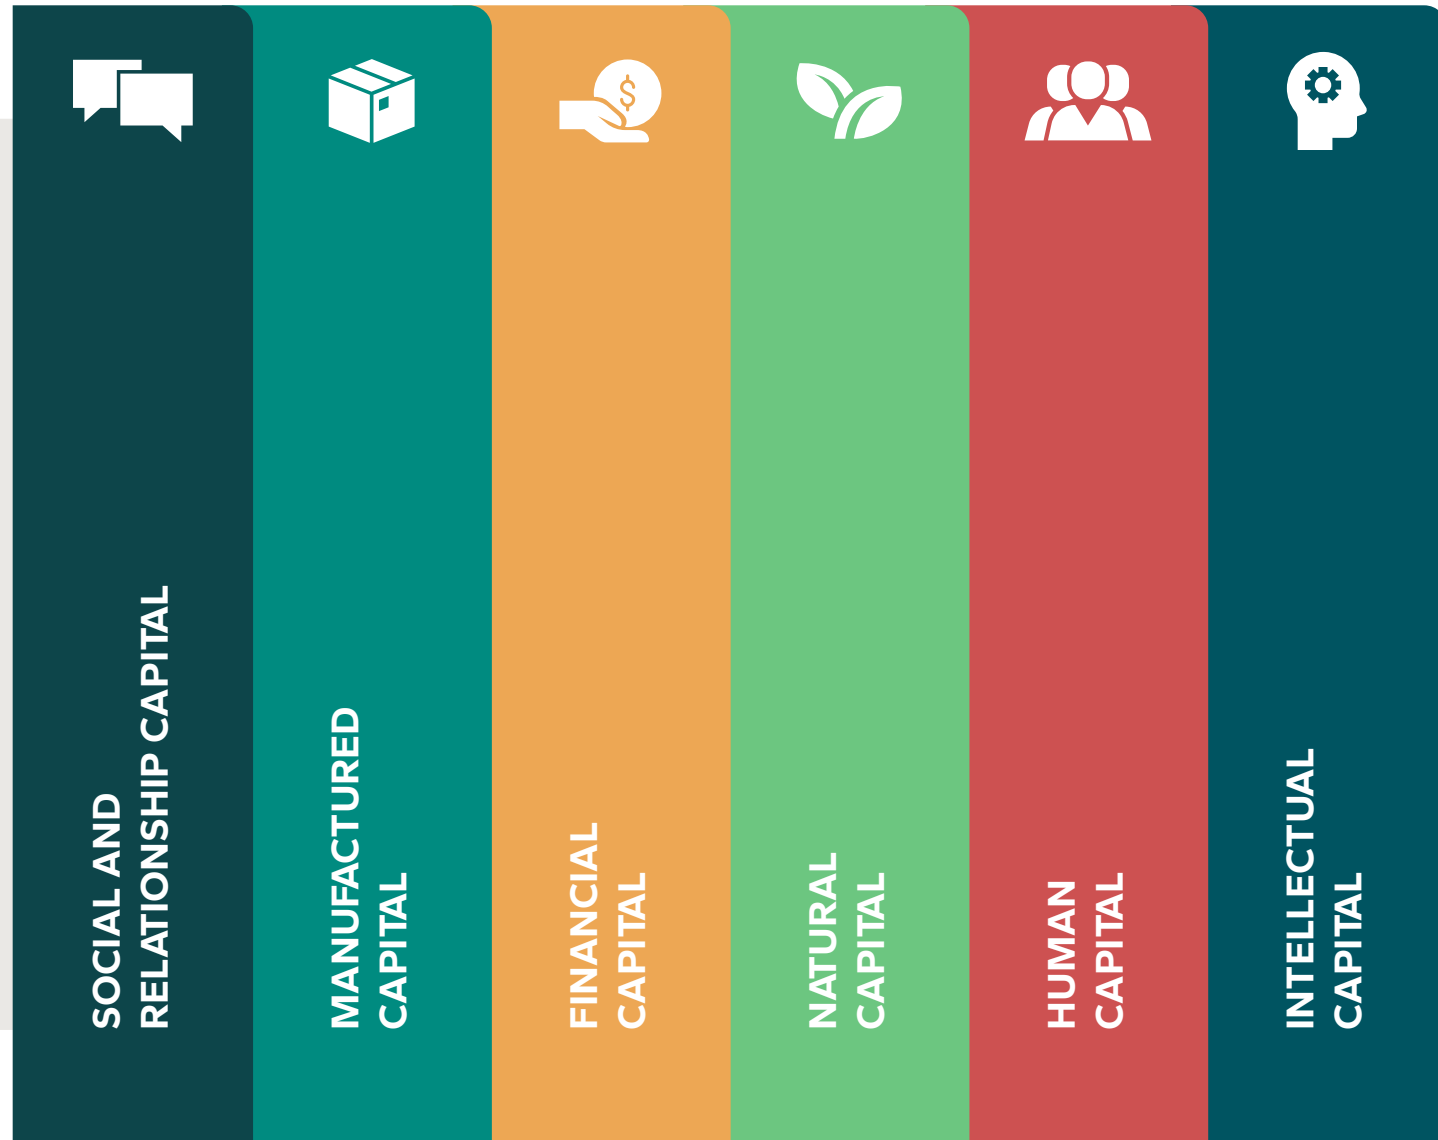 SOCIAL AND
RELATIONSHIP CAPITAL
MANUFACTURED
CAPITAL
FINANCIAL
CAPITAL
NATURAL
CAPITAL
HUMAN
CAPITAL
INTELLECTUAL
CAPITAL